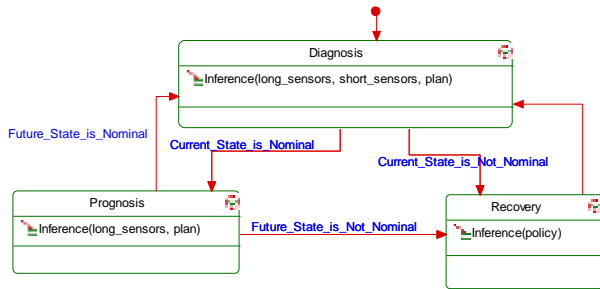 Diagnosis
Inference(long_sensors, short_sensors, plan)
Future_State_is_Nominal
Current_State_is_Nominal
Current_State_is_Not_Nominal
Prognosis
Inference(long_sensors, plan)
Future_State_is_Not_Nominal
Recovery
Inference(policy)